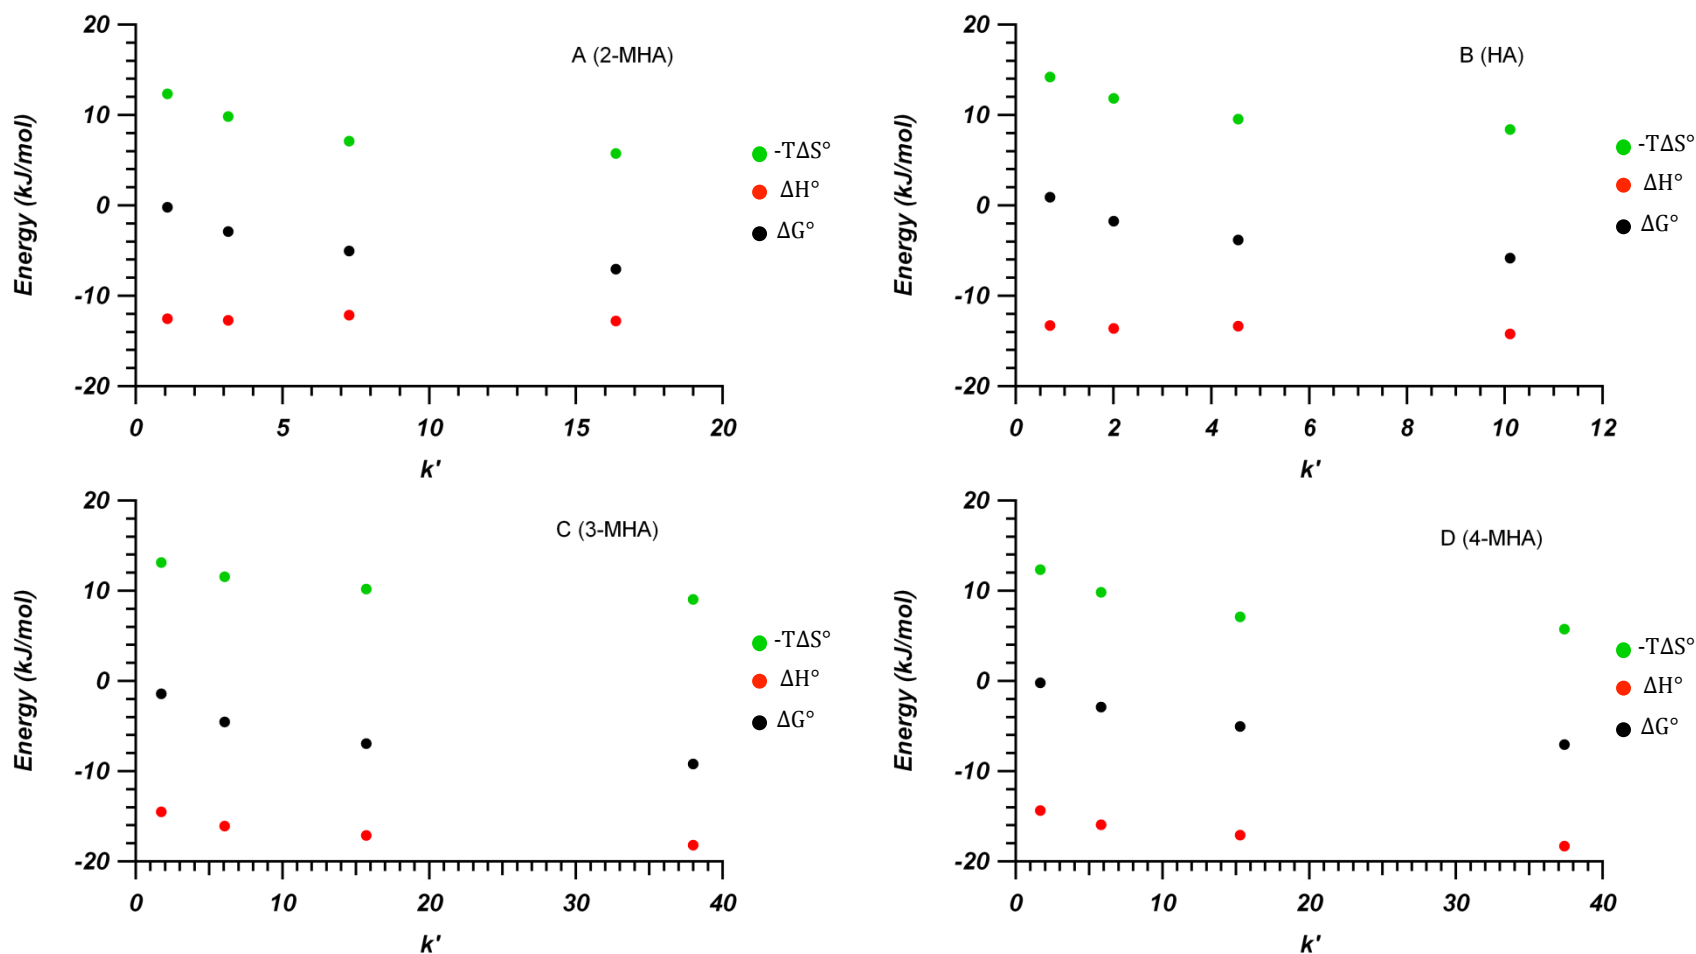 20
10
0
-10
-20
Energy (kJ/mol)
A (2-MHA)
-TΔS°
ΔH°
ΔG°
0 5 10 15 20
k'
20
10
0
-10
-20
Energy (kJ/mol)
B (HA)
-TΔS°
ΔH°
ΔG°
0 2 4 6 8 10 12
k'
20
10
0
-10
-20
Energy (kJ/mol)
C (3-MHA)
-TΔS°
ΔH°
ΔG°
0 10 20 30 40
k'
20
10
0
-10
-20
Energy (kJ/mol)
D (4-MHA)
-TΔS°
ΔH°
ΔG°
0 10 20 30 40
k'